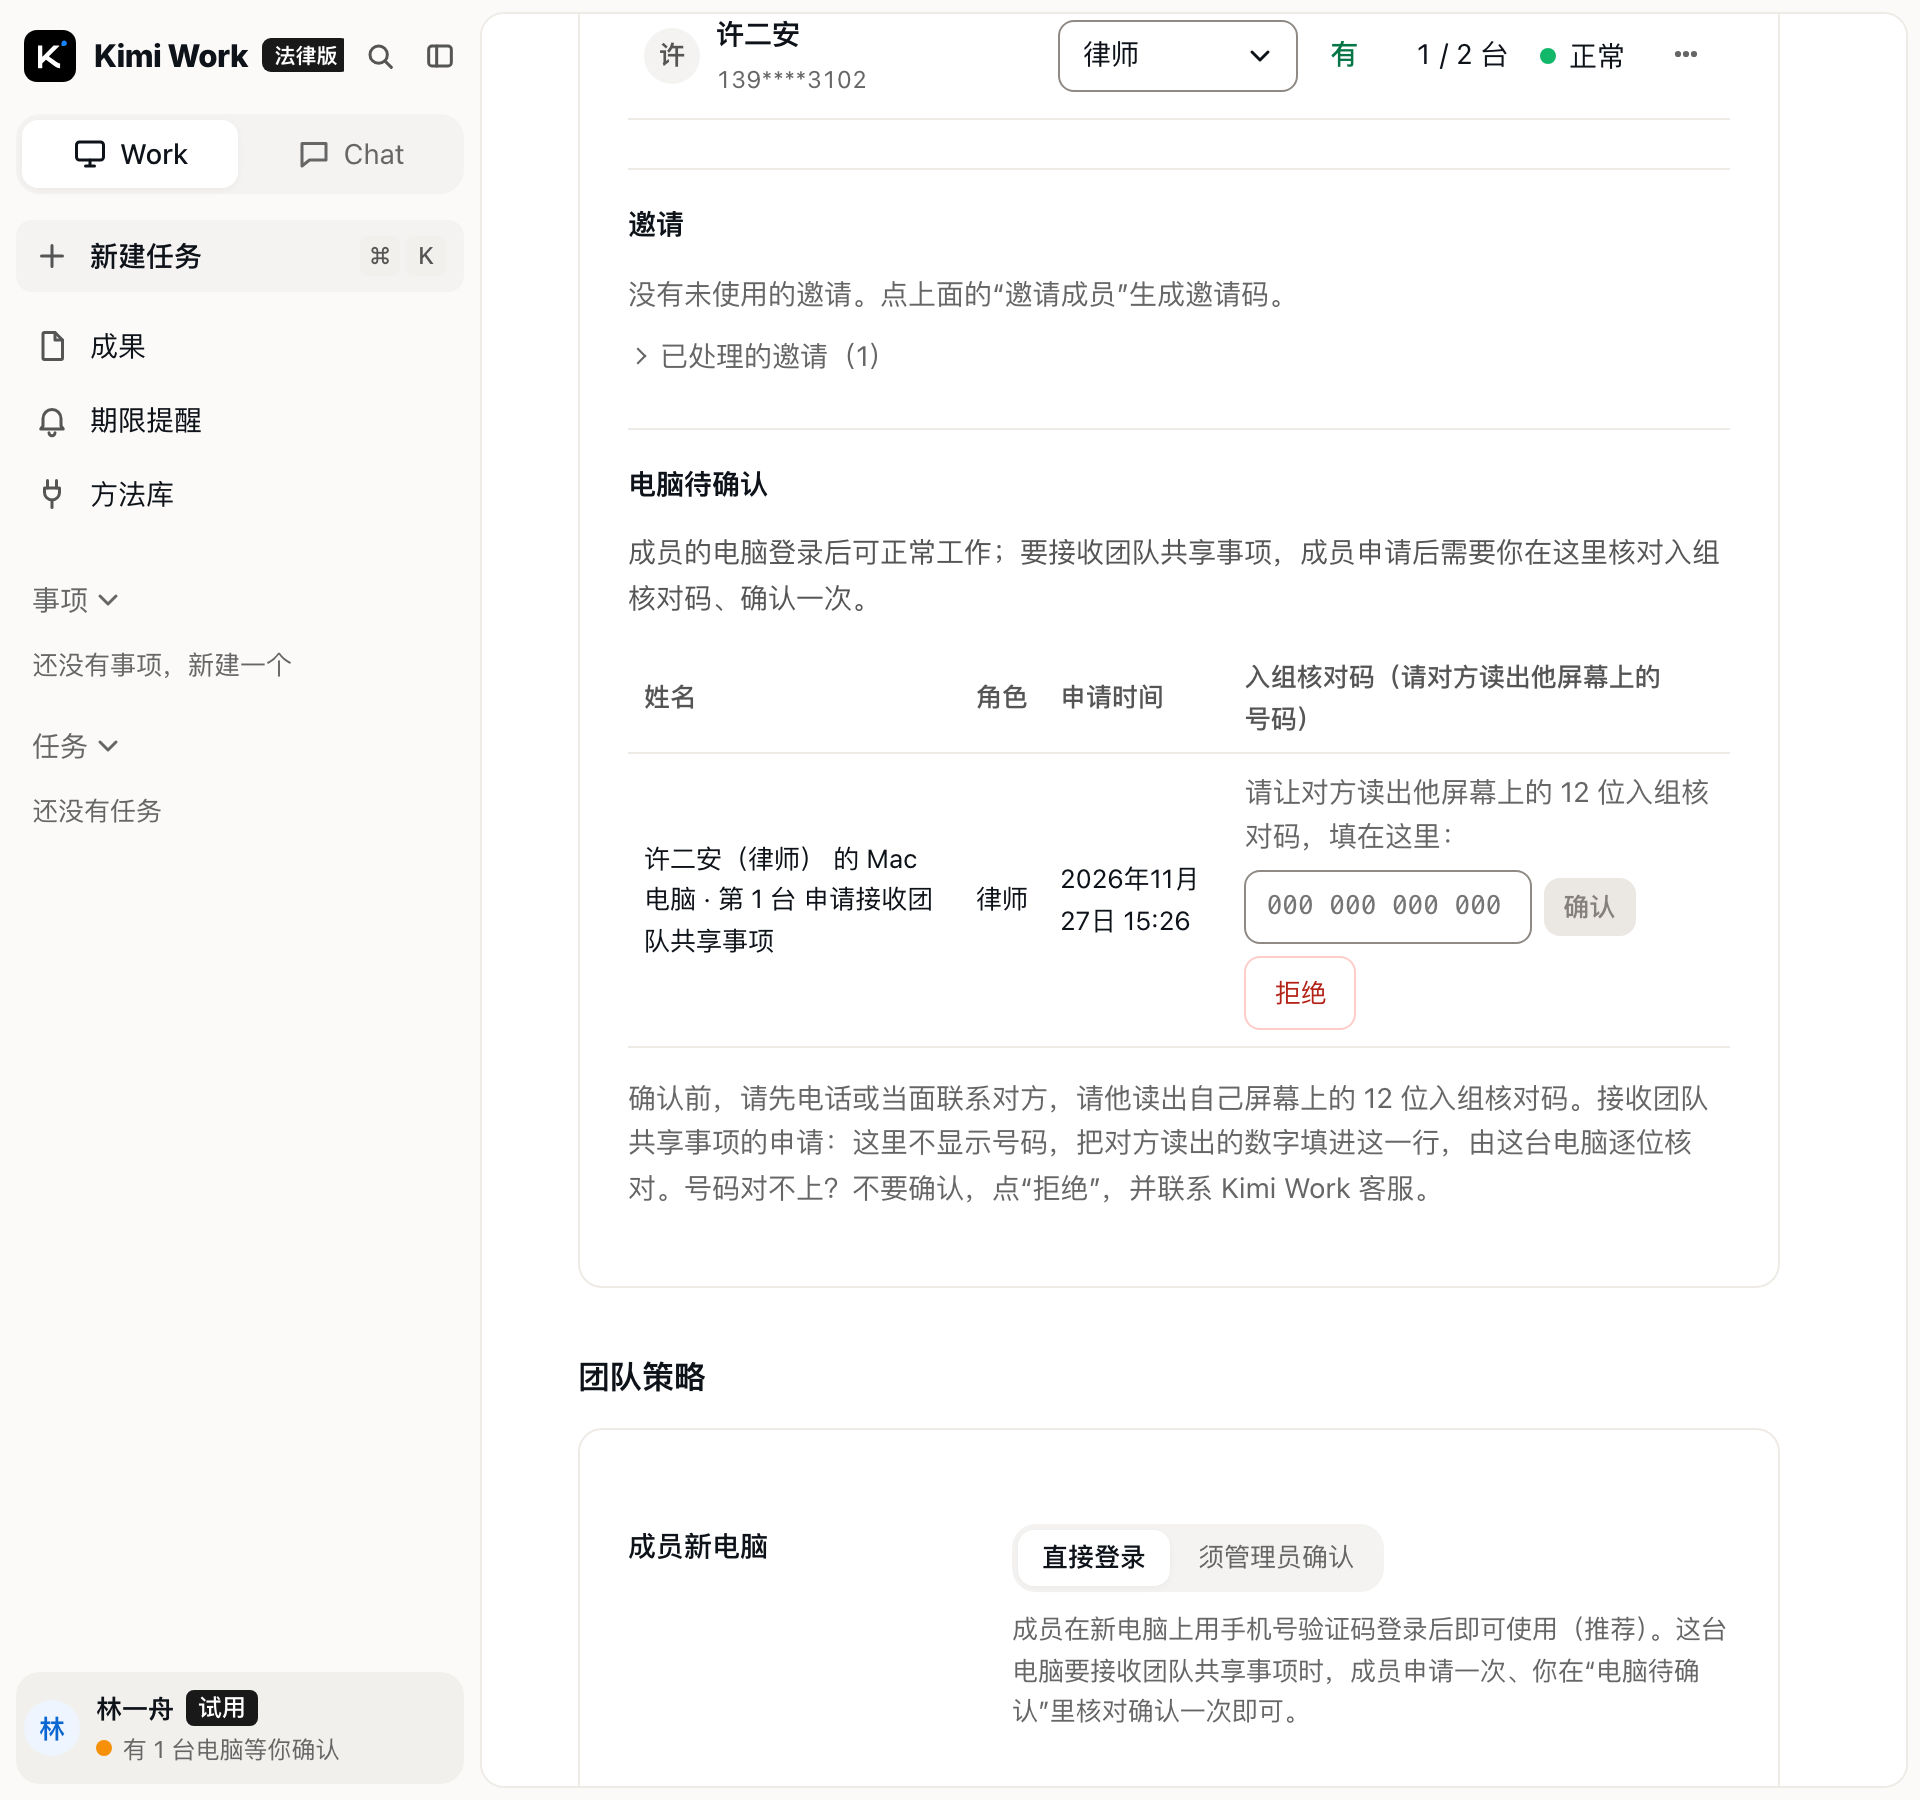 Kimi Work 法律版
Work
Chat
新建任务 ⌘ K
成果
期限提醒
方法库
事项
还没有事项，新建一个
任务
还没有任务
林
林一舟 试用
有 1 台电脑等你确认
许
许二安
139****3102
律师
有
1 / 2 台
正常
邀请
没有未使用的邀请。点上面的“邀请成员”生成邀请码。
已处理的邀请（1）
电脑待确认
成员的电脑登录后可正常工作；要接收团队共享事项，成员申请后需要你在这里核对入组
核对码、确认一次。
姓名
角色
申请时间
入组核对码（请对方读出他屏幕上的
号码）
许二安（律师） 的 Mac
电脑 · 第 1 台 申请接收团
队共享事项
律师
2026年11月
27日 15:26
请让对方读出他屏幕上的 12 位入组核
对码，填在这里：
000 000 000 000
确认
拒绝
确认前，请先电话或当面联系对方，请他读出自己屏幕上的 12 位入组核对码。接收团队
共享事项的申请：这里不显示号码，把对方读出的数字填进这一行，由这台电脑逐位核
对。号码对不上？不要确认，点“拒绝”，并联系 Kimi Work 客服。
团队策略
成员新电脑
直接登录
须管理员确认
成员在新电脑上用手机号验证码登录后即可使用（推荐）。这台
电脑要接收团队共享事项时，成员申请一次、你在“电脑待确
认”里核对确认一次即可。